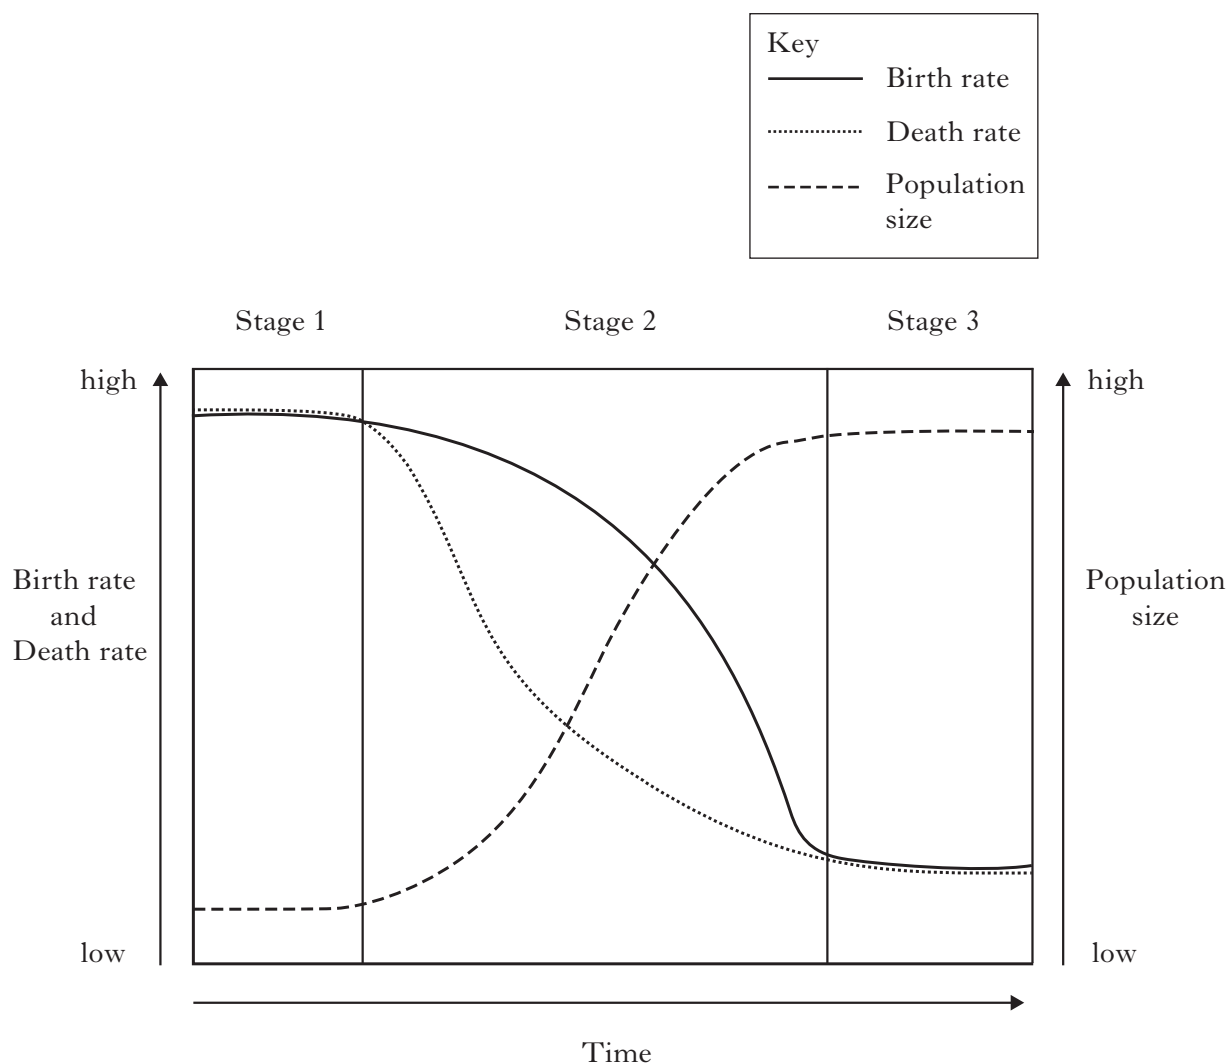 Key
Birth rate
Death rate
Population
size
Stage 1
Stage 2
Stage 3
high
high
Birth rate
and
Death rate
Population
size
low
low
Time